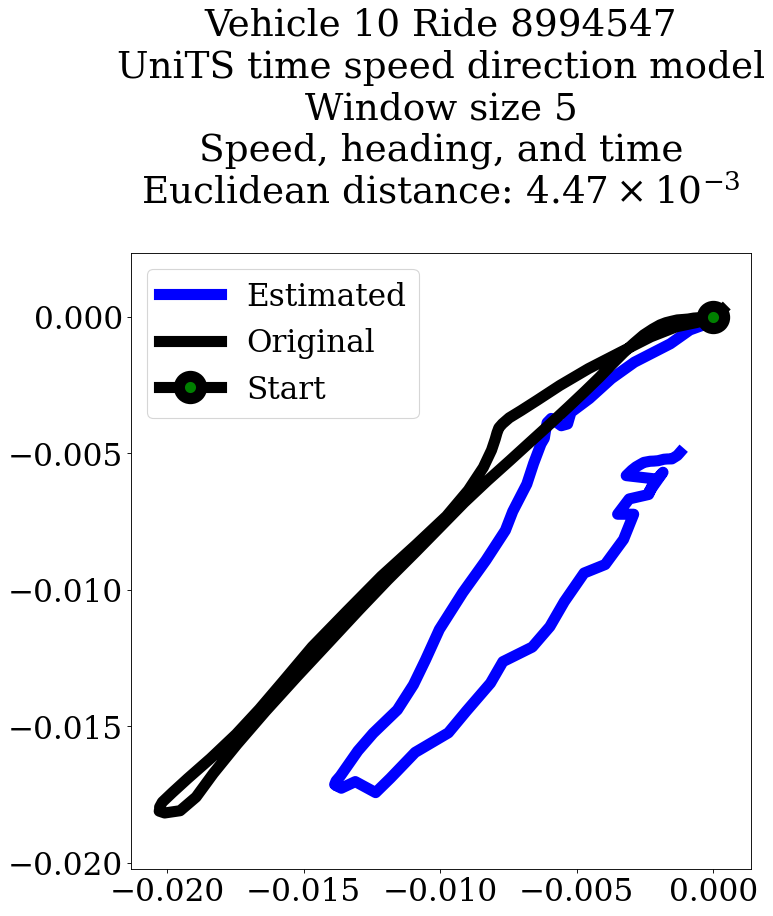 Vehicle 10 Ride 8994547
UniTS time speed direction model
Window size 5
Speed, heading, and time
Euclidean distance: $4.47 \times 10^{-3}$
Estimated
Original
Start
0.000
−0.005
−0.010
−0.015
−0.020
−0.020 −0.015 −0.010 −0.005 0.000